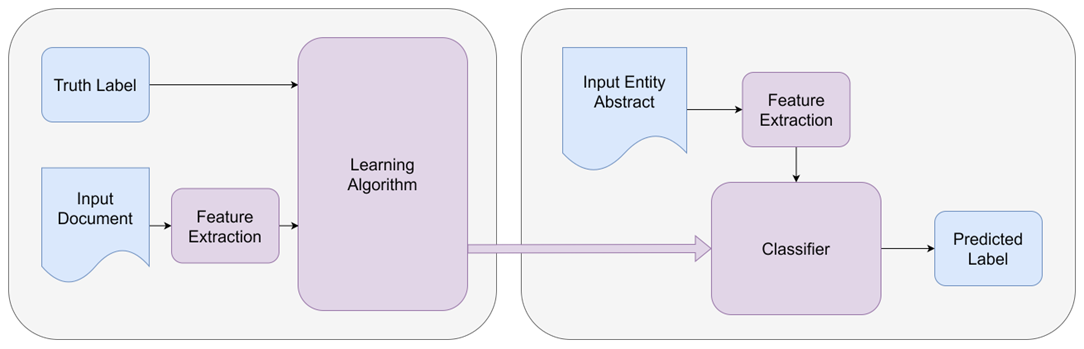 Truth Label
Input
Document
Feature
Extraction
Learning
Algorithm
Input Entity
Abstract
Feature
Extraction
Classifier
Predicted
Label